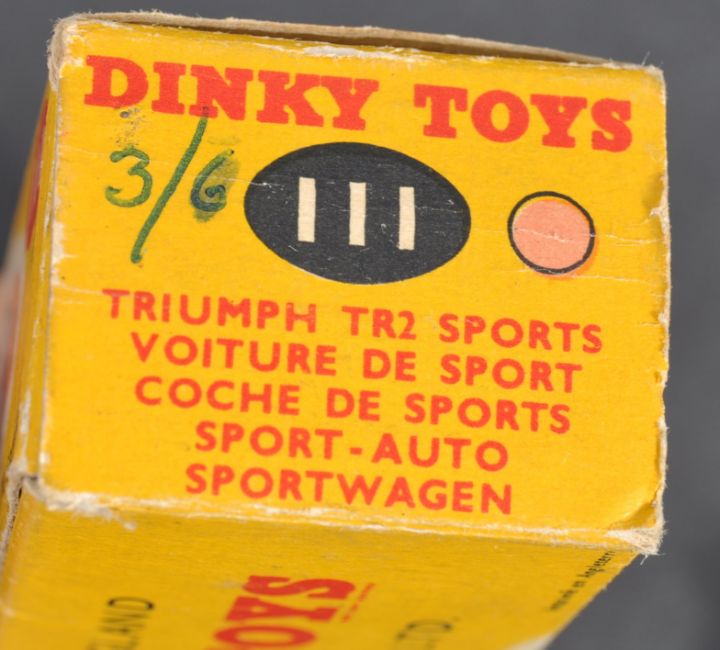 DINKY TOYS
3/6
111
TRIUMPH TR2 SPORTS
VOITURE DE SPORT
COCHE DE SPORTS
SPORT-AUTO
SPORTWAGEN